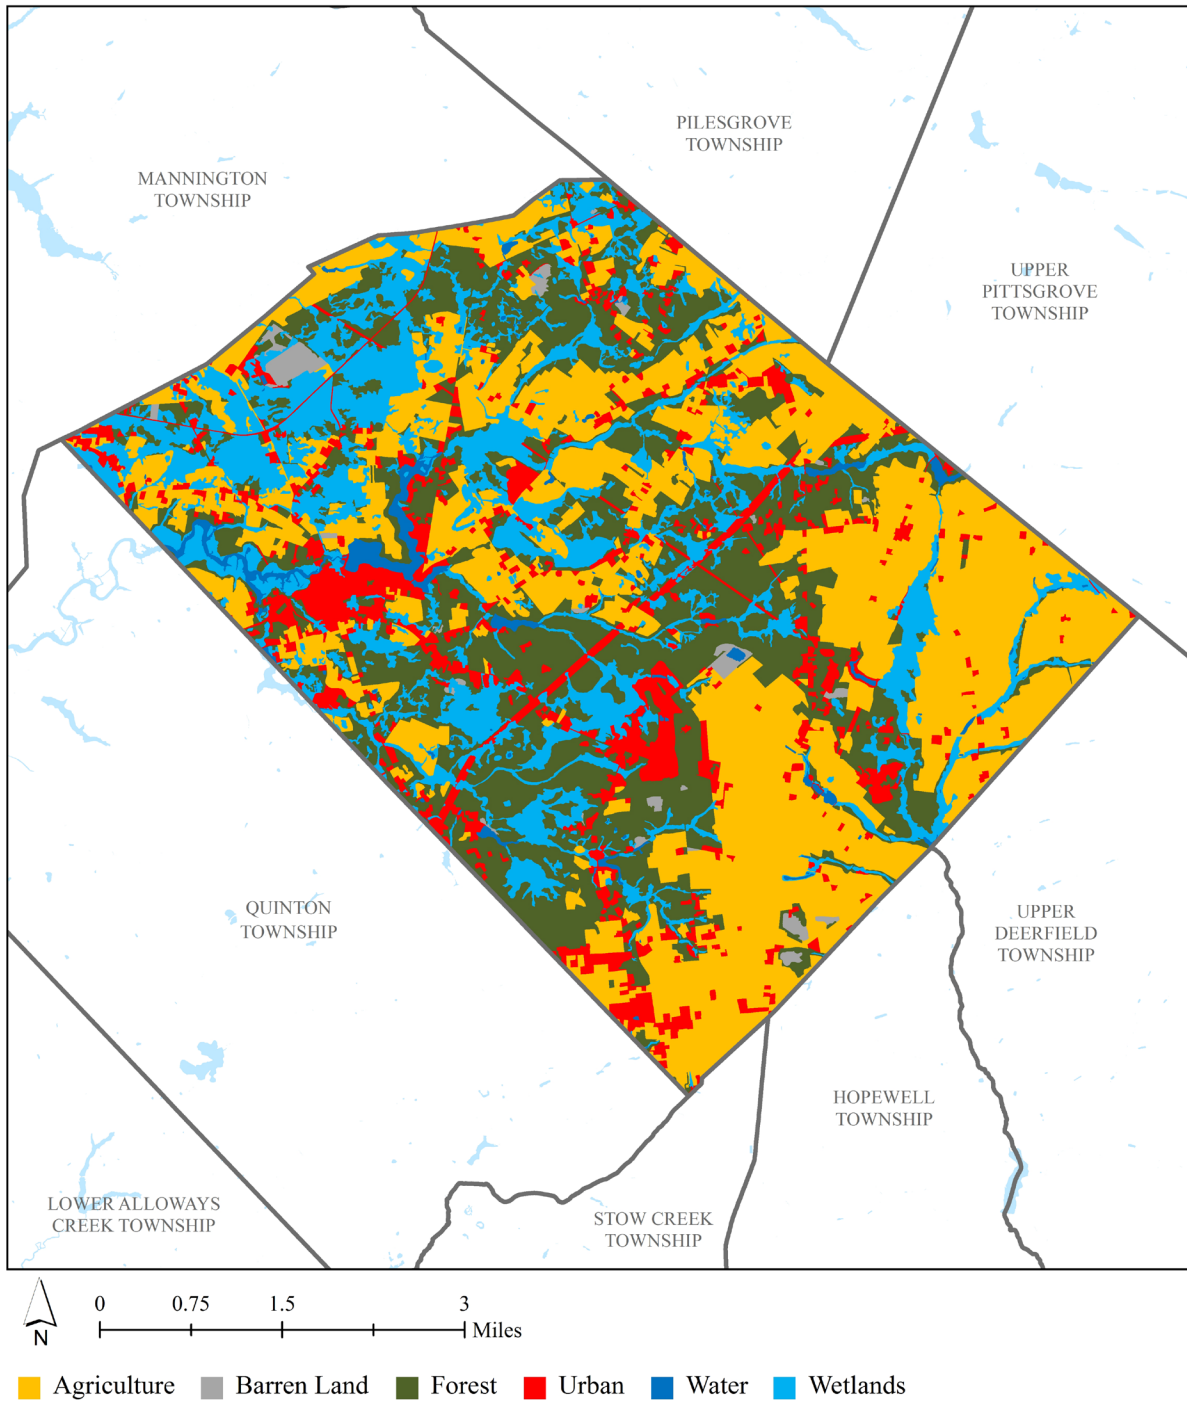 PILESGROVE
TOWNSHIP
MANNINGTON
TOWNSHIP
UPPER
PITTSGROVE
TOWNSHIP
QUINTON
TOWNSHIP
UPPER
DEERFIELD
TOWNSHIP
HOPEWELL
TOWNSHIP
LOWER ALLOWAYS
CREEK TOWNSHIP
STOW CREEK
TOWNSHIP
N
0 0.75 1.5 3
Miles
Agriculture Barren Land Forest Urban Water Wetlands